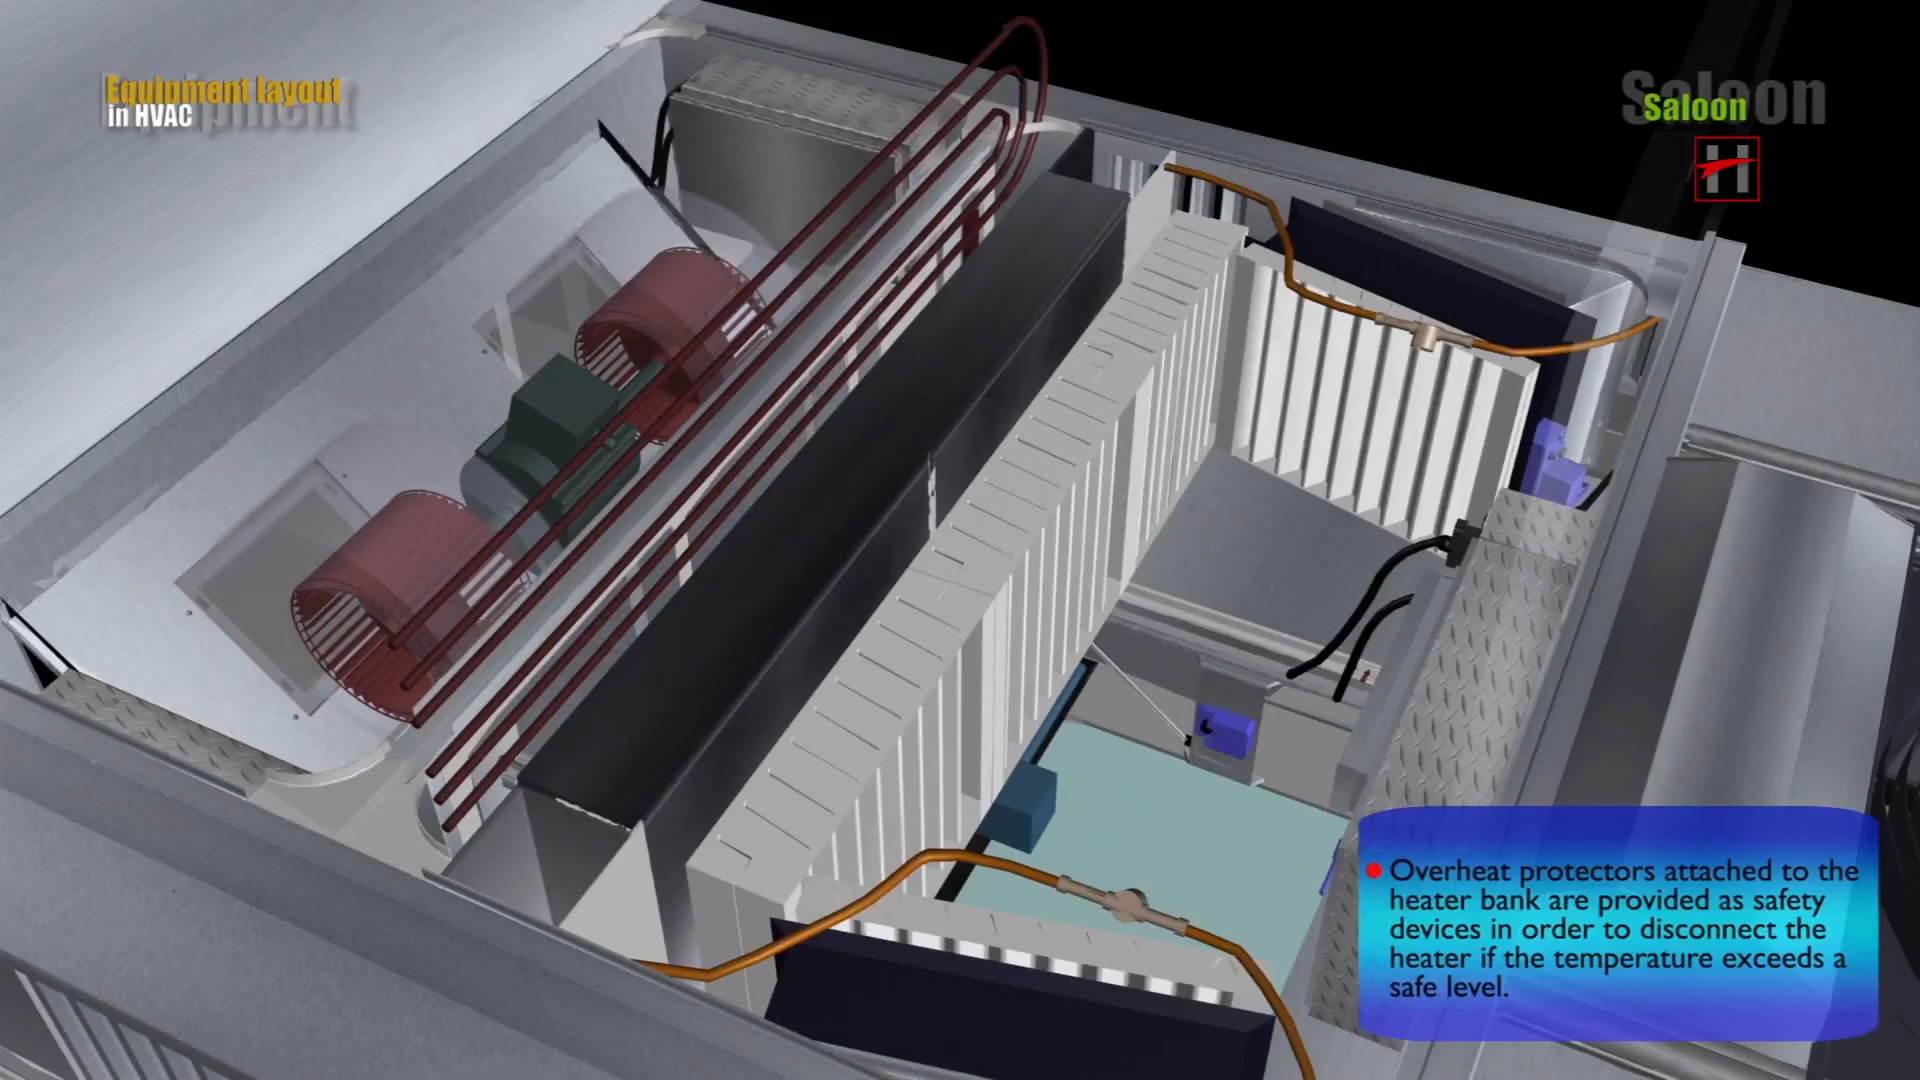 Equipment layout
in HVAC
Saloon
Saloon
H
Overheat protectors attached to the
heater bank are provided as safety
devices in order to disconnect the
heater if the temperature exceeds a
safe level.